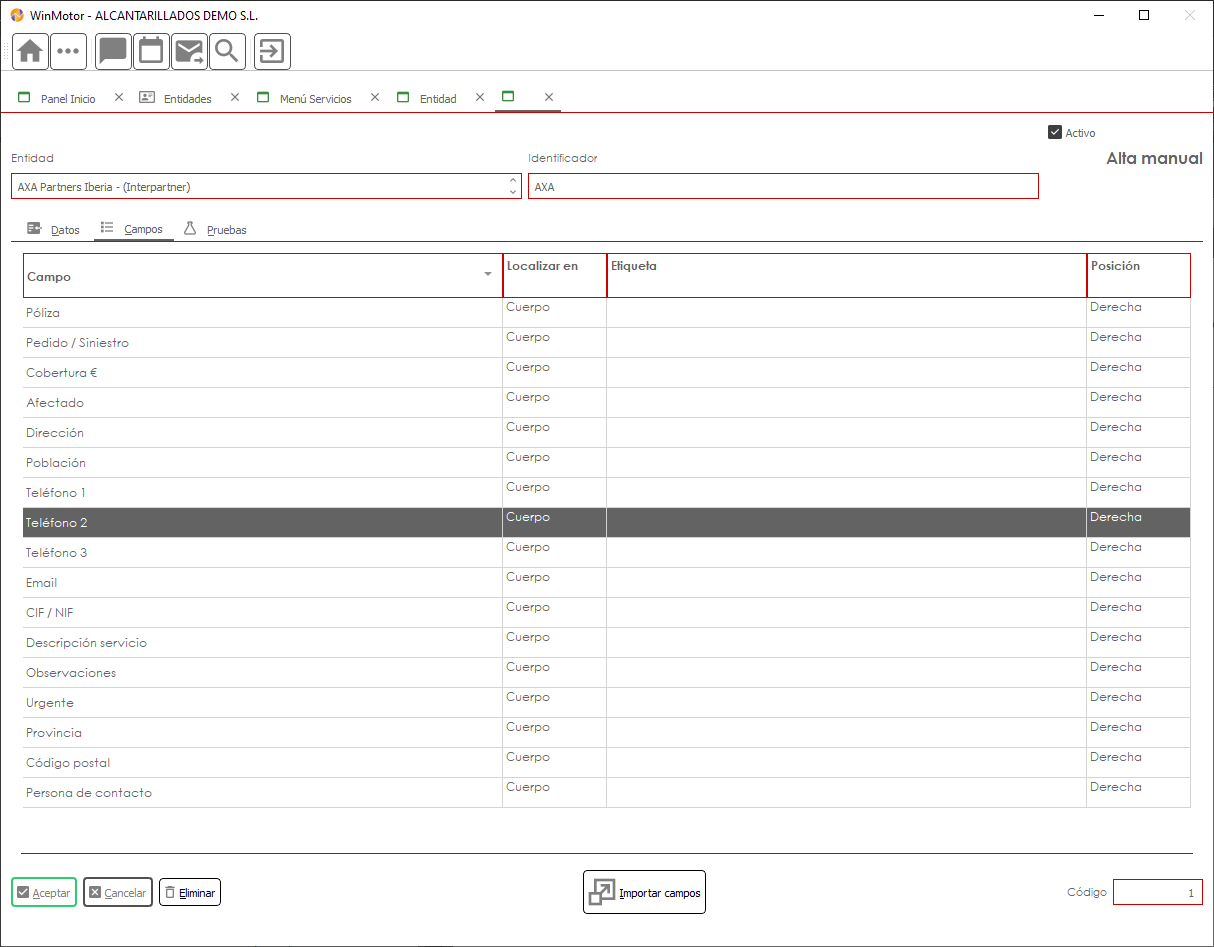 WinMotor - ALCANTARILLADOS DEMO S.L.
Panel Inicio
Entidades
Menú Servicios
Entidad
Activo
Entidad
Identificador
Alta manual
AXA Partners Iberia - (Interpartner)
AXA
Datos
Campos
Pruebas
Campo
Localizar en
Etiqueta
Posición
Póliza Cuerpo Derecha
Pedido / Siniestro Cuerpo Derecha
Cobertura € Cuerpo Derecha
Afectado Cuerpo Derecha
Dirección Cuerpo Derecha
Población Cuerpo Derecha
Teléfono 1 Cuerpo Derecha
Teléfono 2 Cuerpo Derecha
Teléfono 3 Cuerpo Derecha
Email Cuerpo Derecha
CIF / NIF Cuerpo Derecha
Descripción servicio Cuerpo Derecha
Observaciones Cuerpo Derecha
Urgente Cuerpo Derecha
Provincia Cuerpo Derecha
Código postal Cuerpo Derecha
Persona de contacto Cuerpo Derecha
Aceptar
Cancelar
Eliminar
Importar campos
Código
1